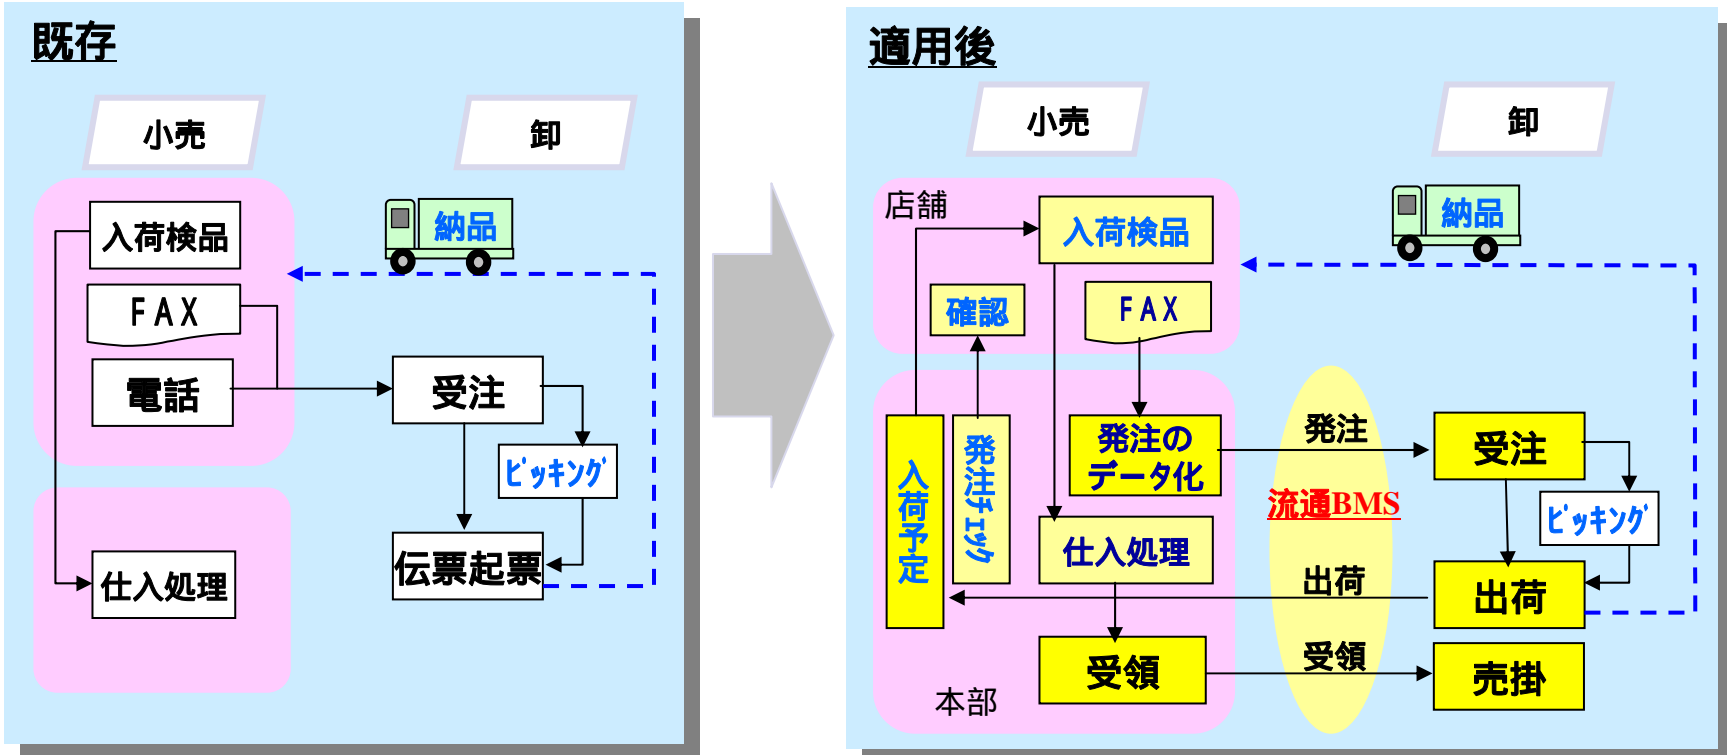 既存
小売
卸
入荷検品
納品
ＦＡＸ
電話
受注
ピッキング
伝票起票
仕入処理
適用後
小売
卸
店舗
入荷検品
納品
確認
ＦＡＸ
発注の
データ化
発注
受注
入荷予定
発注チェック
流通BMS
ピッキング
仕入処理
出荷
出荷
受領
受領
売掛
本部